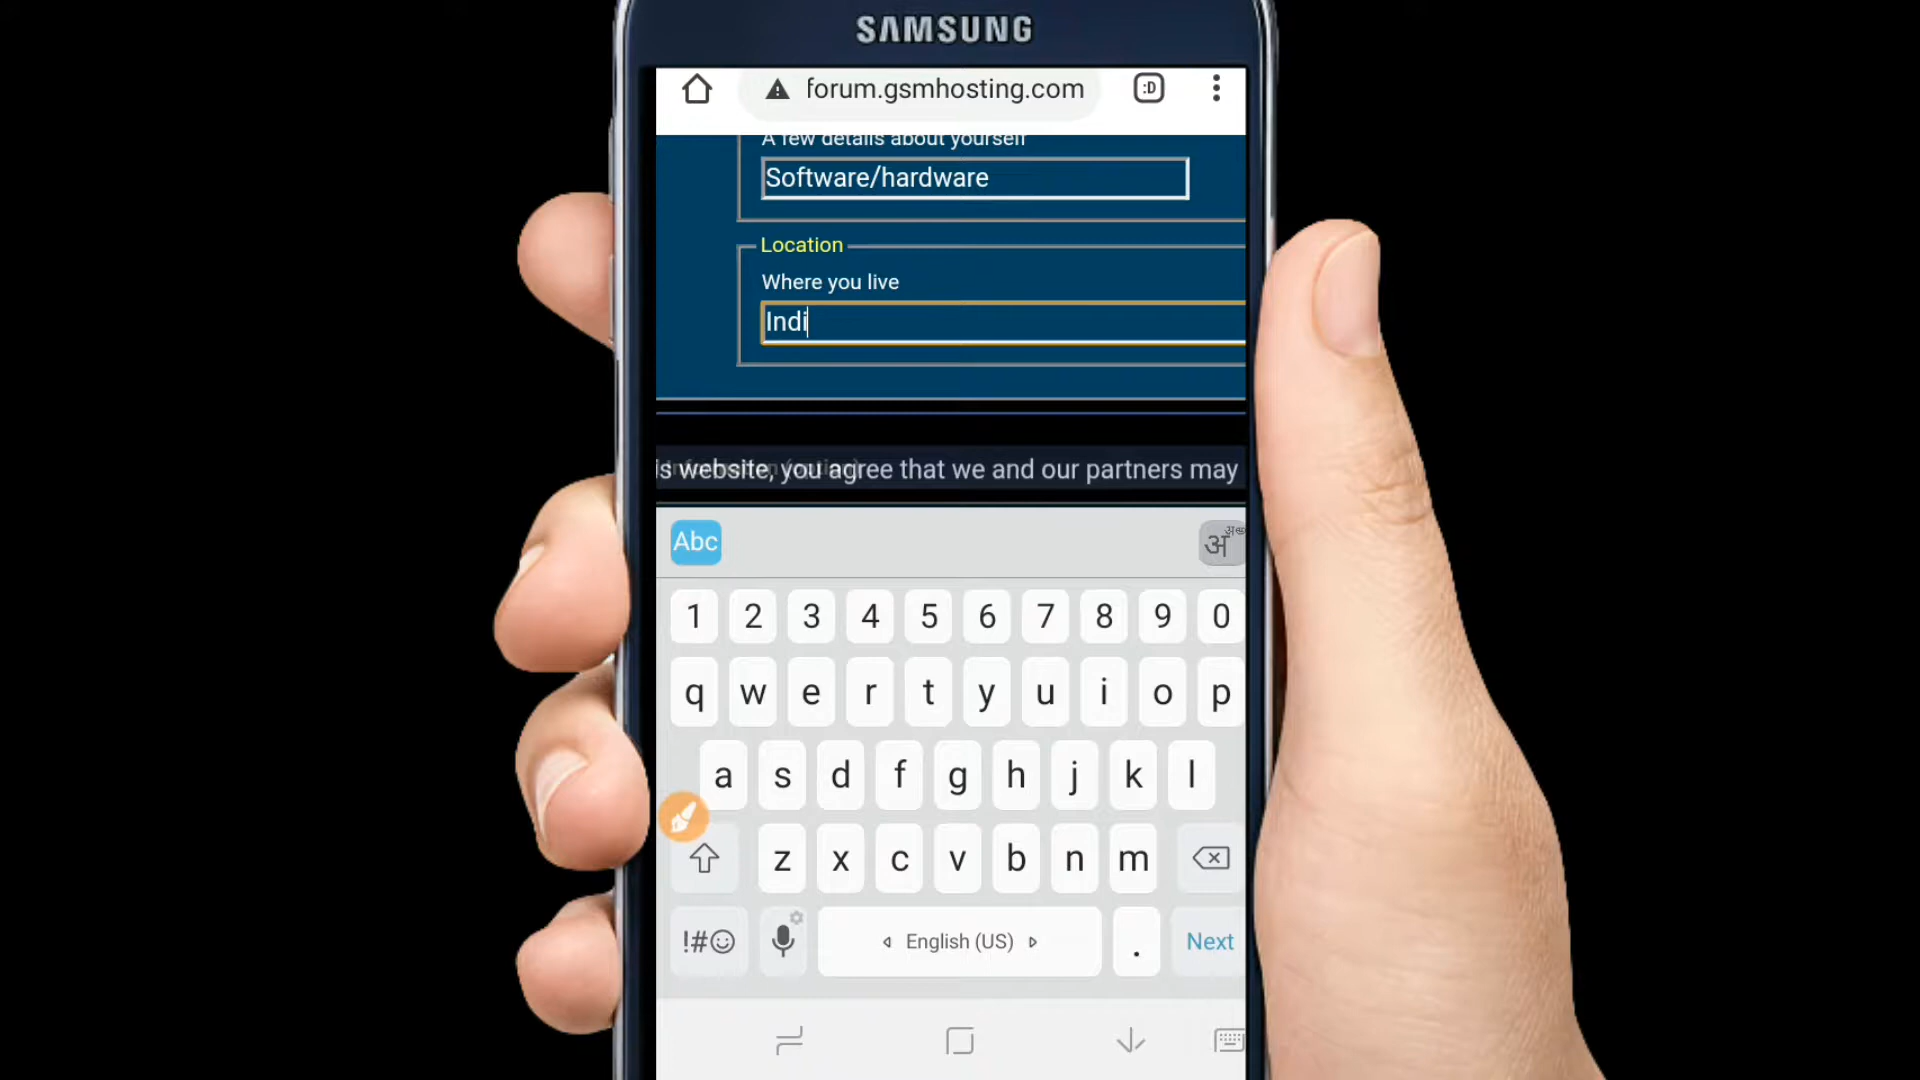 SAMSUNG
forum.gsmhosting.com
:D
A few details about yourself
Software/hardware
Location
Where you live
Indi
s website, you agree that we and our partners may
Abc
अ
1 2 3 4 5 6 7 8 9 0
q w e r t y u i o p
a s d f g h j k l
z x c v b n m
!#☺ English (US) . Next